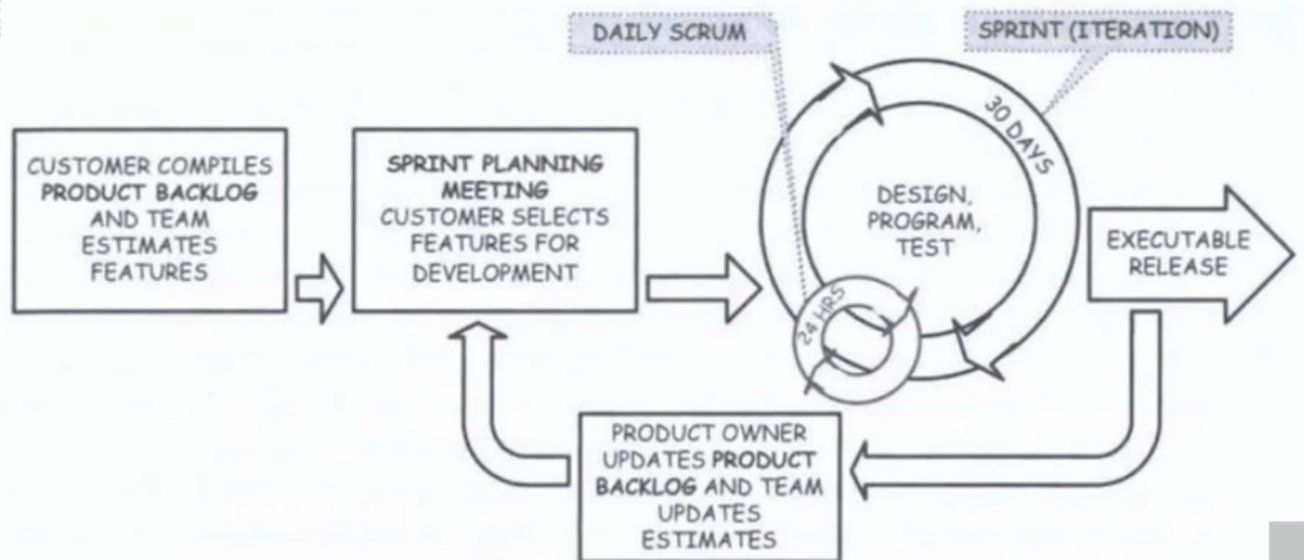 DAILY SCRUM
SPRINT (ITERATION)
CUSTOMER COMPILES
PRODUCT BACKLOG
AND TEAM
ESTIMATES
FEATURES
SPRINT PLANNING
MEETING
CUSTOMER SELECTS
FEATURES FOR
DEVELOPMENT
30 DAYS
DESIGN,
PROGRAM,
TEST
24 HRS
EXECUTABLE
RELEASE
PRODUCT OWNER
UPDATES PRODUCT
BACKLOG AND TEAM
UPDATES
ESTIMATES